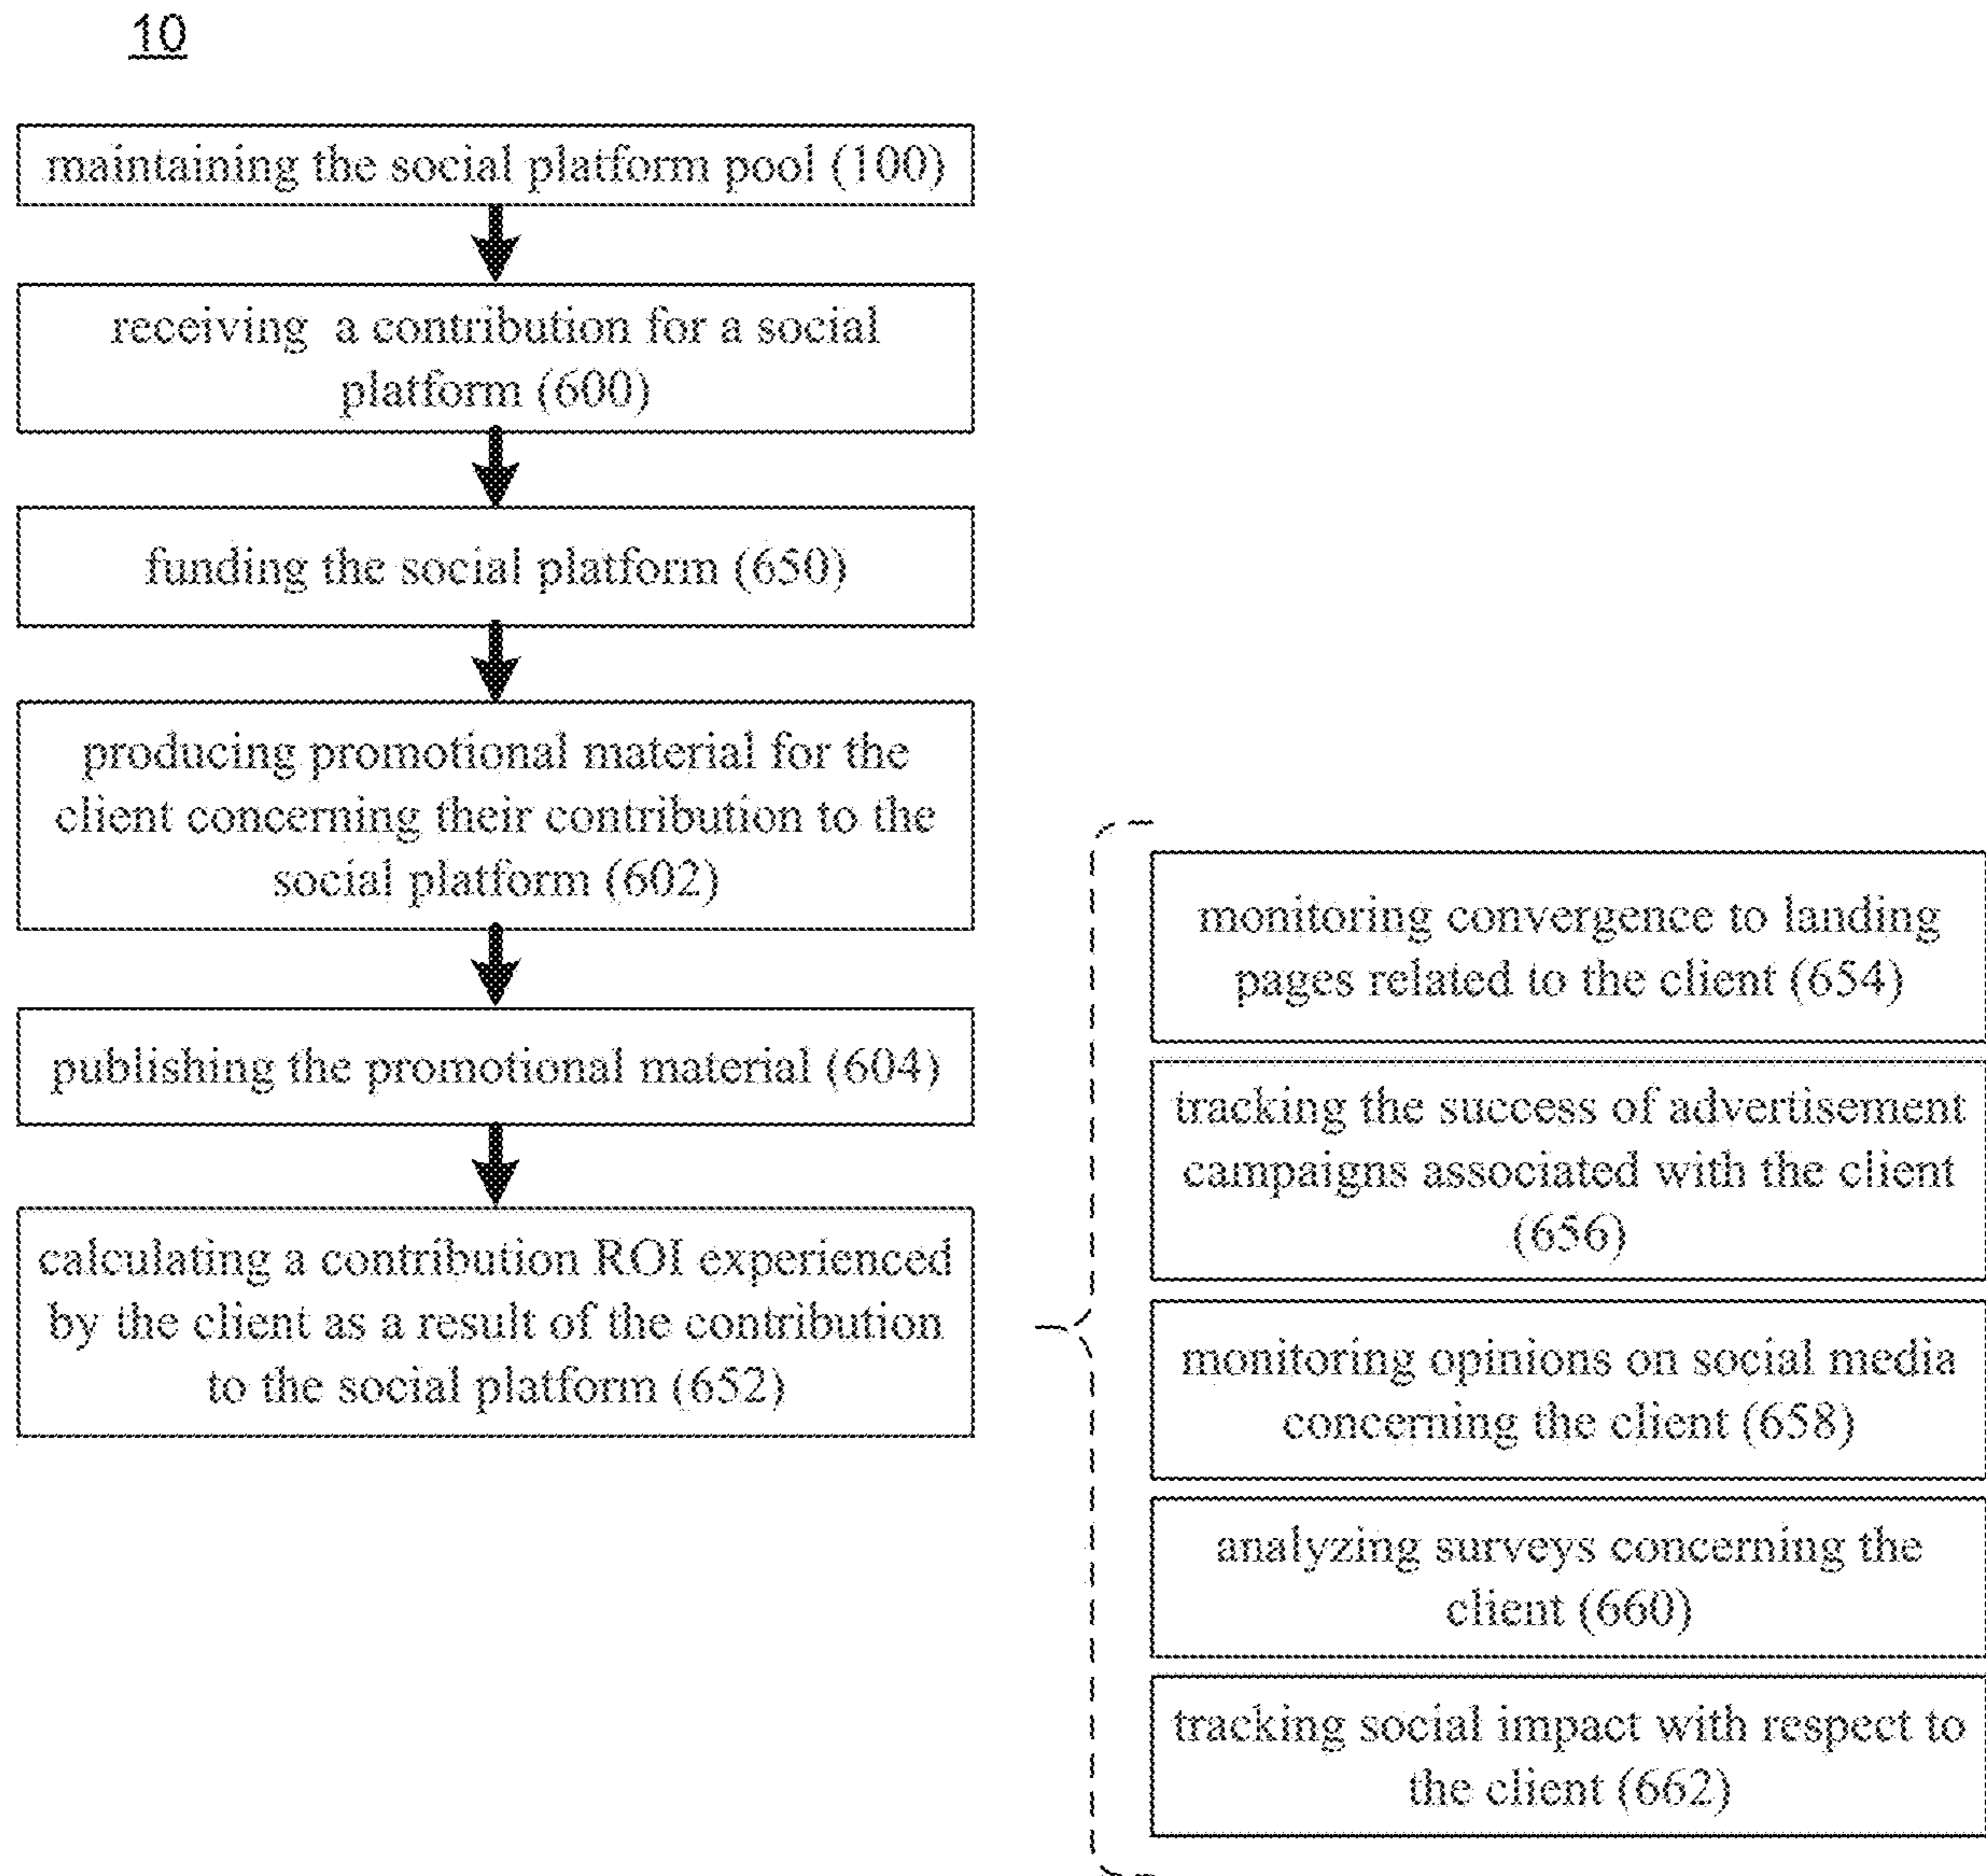 10
maintaining the social platform pool (100)
receiving a contribution for a social
platform (600)
funding the social platform (650)
producing promotional material for the
client concerning their contribution to the
social platform (602)
publishing the promotional material (604)
calculating a contribution ROI experienced
by the client as a result of the contribution
to the social platform (652)
monitoring convergence to landing
pages related to the client (654)
tracking the success of advertisement
campaigns associated with the client
(656)
monitoring opinions on social media
concerning the client (658)
analyzing surveys concerning the
client (660)
tracking social impact with respect to
the client (662)